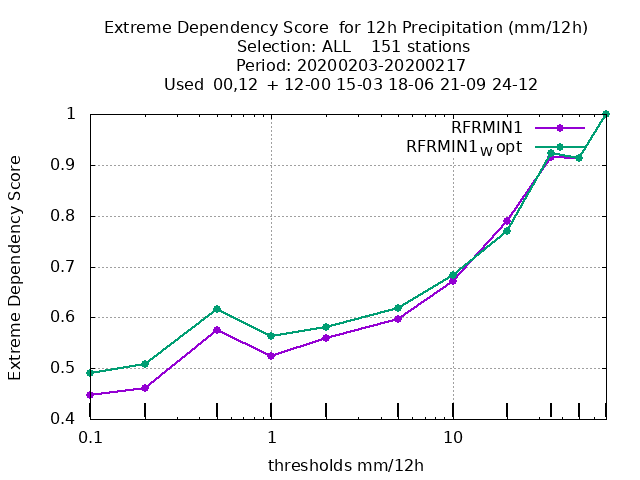 Extreme Dependency Score  for 12h Precipitation (mm/12h)
Selection: ALL    151 stations
Period: 20200203-20200217
Used  00,12  + 12-00 15-03 18-06 21-09 24-12
RFRMIN1
RFRMIN1W opt
1
0.9
0.8
0.7
0.6
0.5
0.4
Extreme Dependency Score
0.1 1 10
thresholds mm/12h